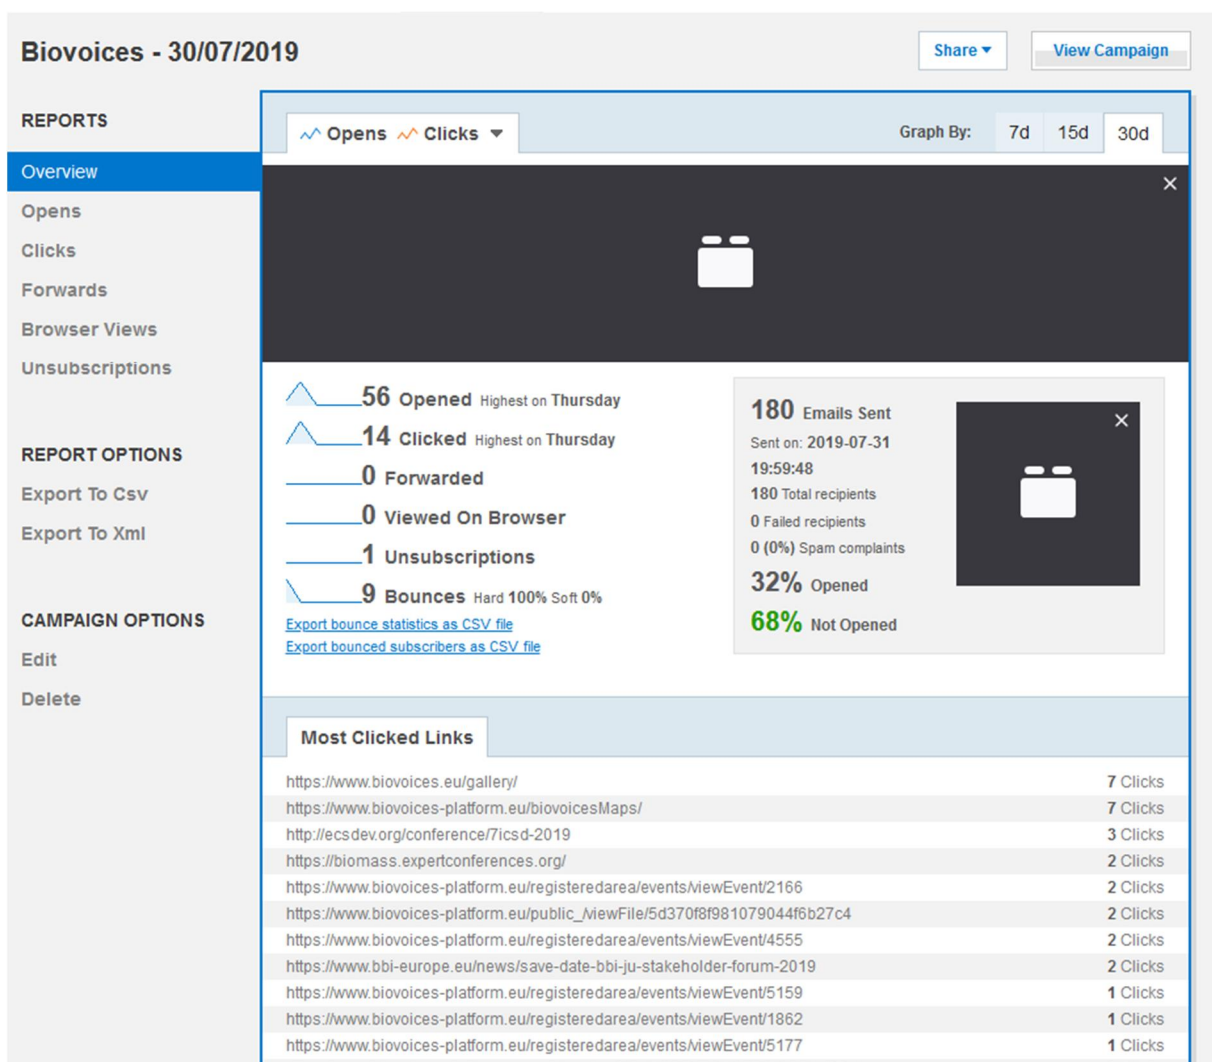 Biovoices - 30/07/2019
Share
View Campaign
REPORTS
Overview
Opens
Clicks
Forwards
Browser Views
Unsubscriptions
REPORT OPTIONS
Export To Csv
Export To Xml
CAMPAIGN OPTIONS
Edit
Delete
Opens Clicks
Graph By: 7d 15d 30d
56 Opened Highest on Thursday
14 Clicked Highest on Thursday
0 Forwarded
0 Viewed On Browser
1 Unsubscriptions
9 Bounces Hard 100% Soft 0%
Export bounce statistics as CSV file
Export bounced subscribers as CSV file
180 Emails Sent
Sent on: 2019-07-31
19:59:48
180 Total recipients
0 Failed recipients
0 (0%) Spam complaints
32% Opened
68% Not Opened
Most Clicked Links
https://www.biovoices.eu/gallery/ 7 Clicks
https://www.biovoices-platform.eu/biovoicesMaps/ 7 Clicks
http://ecsdev.org/conference/7icsd-2019 3 Clicks
https://biomass.expertconferences.org/ 2 Clicks
https://www.biovoices-platform.eu/registeredarea/events/viewEvent/2166 2 Clicks
https://www.biovoices-platform.eu/public_/viewFile/5d370f8f981079044f6b27c4 2 Clicks
https://www.biovoices-platform.eu/registeredarea/events/viewEvent/4555 2 Clicks
https://www.bbi-europe.eu/news/save-date-bbi-ju-stakeholder-forum-2019 2 Clicks
https://www.biovoices-platform.eu/registeredarea/events/viewEvent/5159 1 Clicks
https://www.biovoices-platform.eu/registeredarea/events/viewEvent/1862 1 Clicks
https://www.biovoices-platform.eu/registeredarea/events/viewEvent/5177 1 Clicks